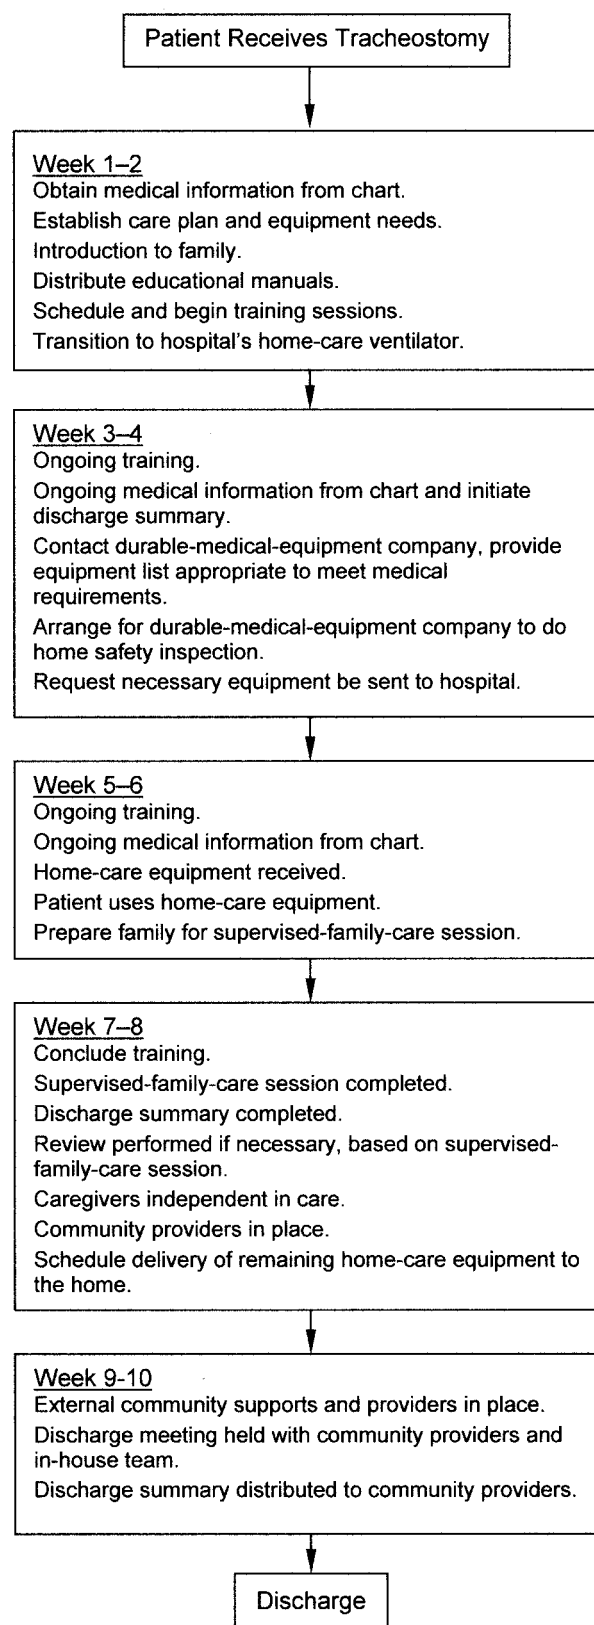 Patient Receives Tracheostomy
Week 1–2
Obtain medical information from chart.
Establish care plan and equipment needs.
Introduction to family.
Distribute educational manuals.
Schedule and begin training sessions.
Transition to hospital's home-care ventilator.
Week 3–4
Ongoing training.
Ongoing medical information from chart and initiate
discharge summary.
Contact durable-medical-equipment company, provide
equipment list appropriate to meet medical
requirements.
Arrange for durable-medical-equipment company to do
home safety inspection.
Request necessary equipment be sent to hospital.
Week 5–6
Ongoing training.
Ongoing medical information from chart.
Home-care equipment received.
Patient uses home-care equipment.
Prepare family for supervised-family-care session.
Week 7–8
Conclude training.
Supervised-family-care session completed.
Discharge summary completed.
Review performed if necessary, based on supervised-
family-care session.
Caregivers independent in care.
Community providers in place.
Schedule delivery of remaining home-care equipment to
the home.
Week 9-10
External community supports and providers in place.
Discharge meeting held with community providers and
in-house team.
Discharge summary distributed to community providers.
Discharge